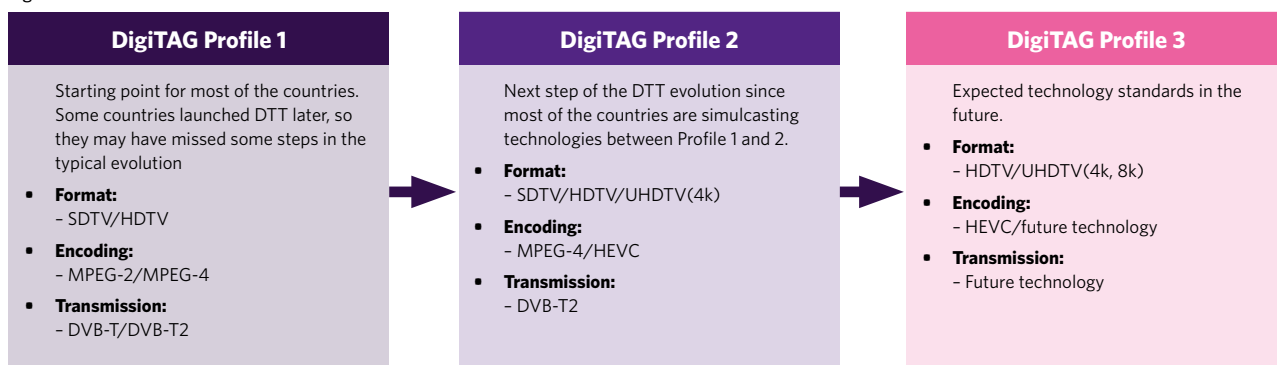 DigiTAG Profile 1
Starting point for most of the countries.
Some countries launched DTT later, so
they may have missed some steps in the
typical evolution
• Format:
– SDTV/HDTV
• Encoding:
– MPEG-2/MPEG-4
• Transmission:
– DVB-T/DVB-T2
DigiTAG Profile 2
Next step of the DTT evolution since
most of the countries are simulcasting
technologies between Profile 1 and 2.
• Format:
– SDTV/HDTV/UHDTV(4k)
• Encoding:
– MPEG-4/HEVC
• Transmission:
– DVB-T2
DigiTAG Profile 3
Expected technology standards in the
future.
• Format:
– HDTV/UHDTV(4k, 8k)
• Encoding:
– HEVC/future technology
• Transmission:
– Future technology